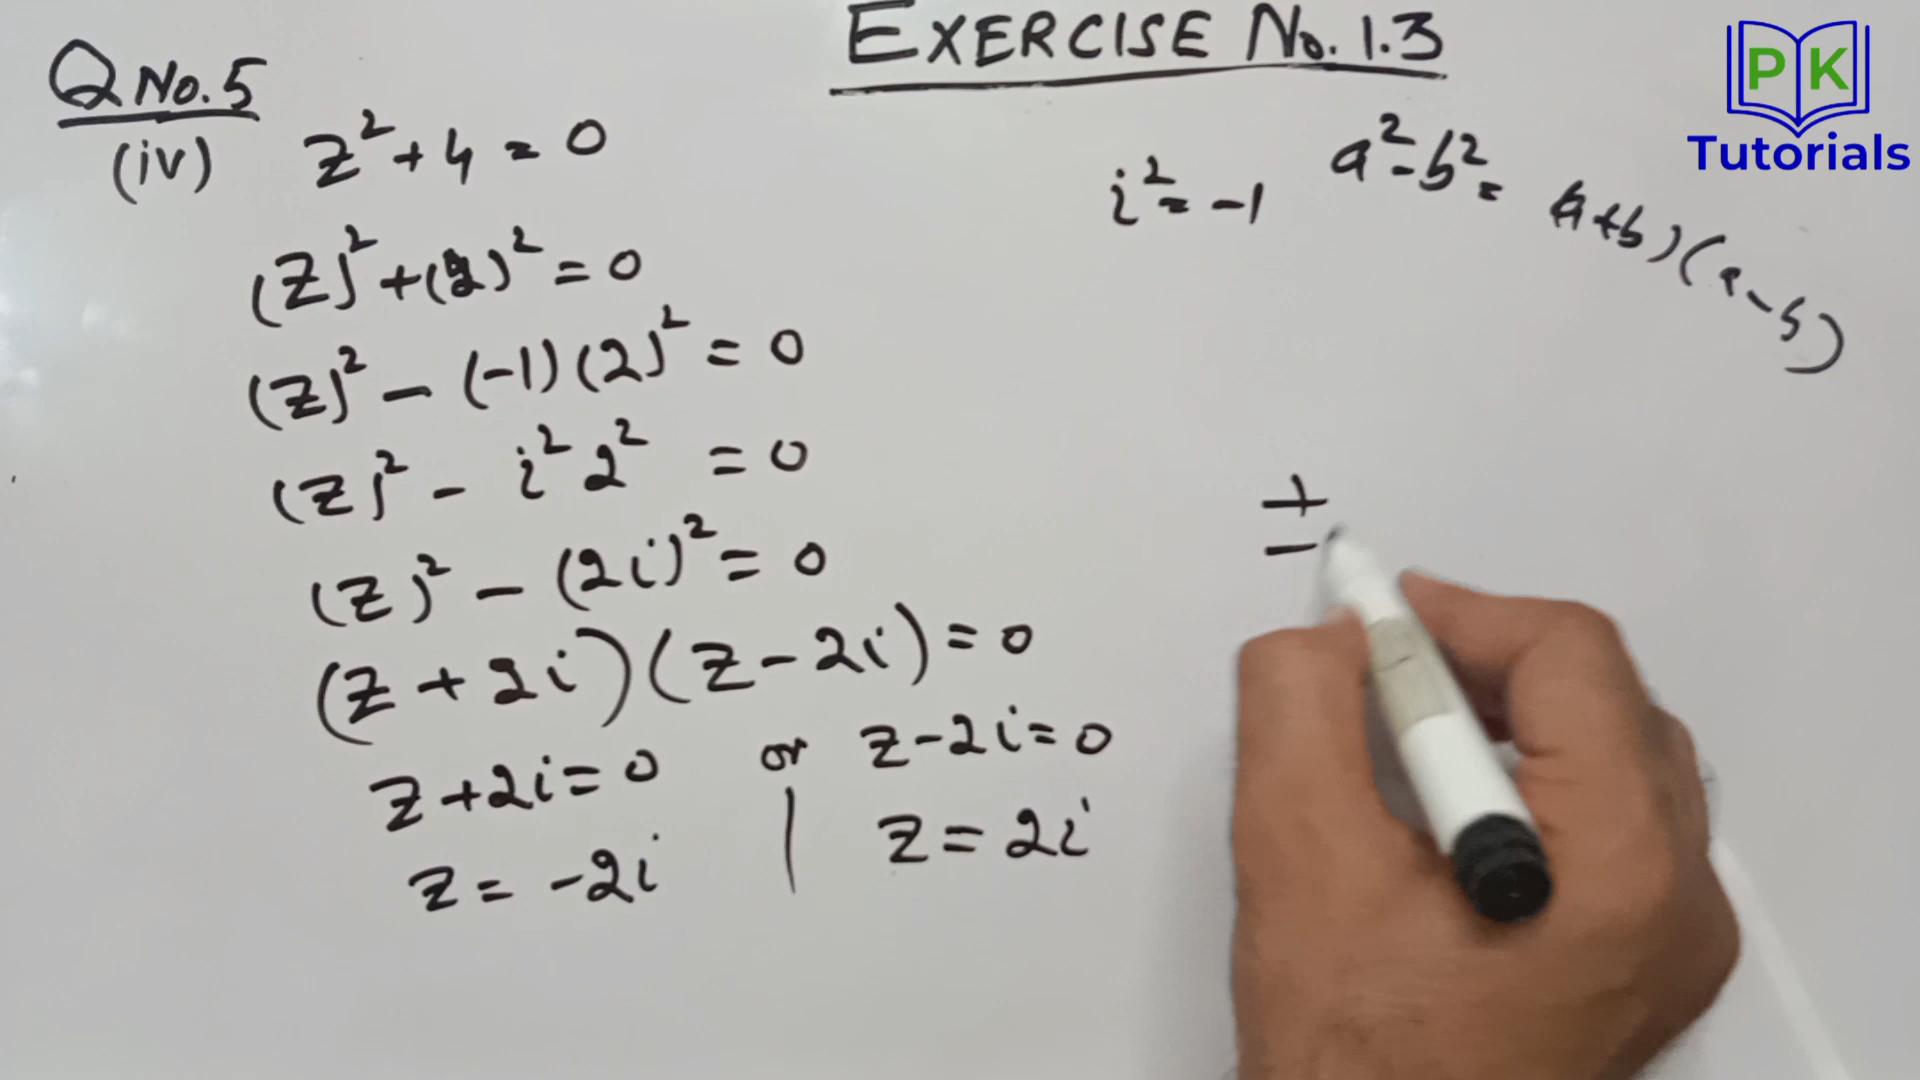 EXERCISE No. 1.3
PK
Tutorials
Q No. 5
(iv) z² + 4 = 0
i² = -1
a² - b² = (a+b)(a-b)
(z)² + (2)² = 0
(z)² - (-1)(2)² = 0
(z)² - i² 2² = 0
(z)² - (2i)² = 0
(z + 2i)(z - 2i) = 0
z + 2i = 0 or z - 2i = 0
z = -2i | z = 2i
±